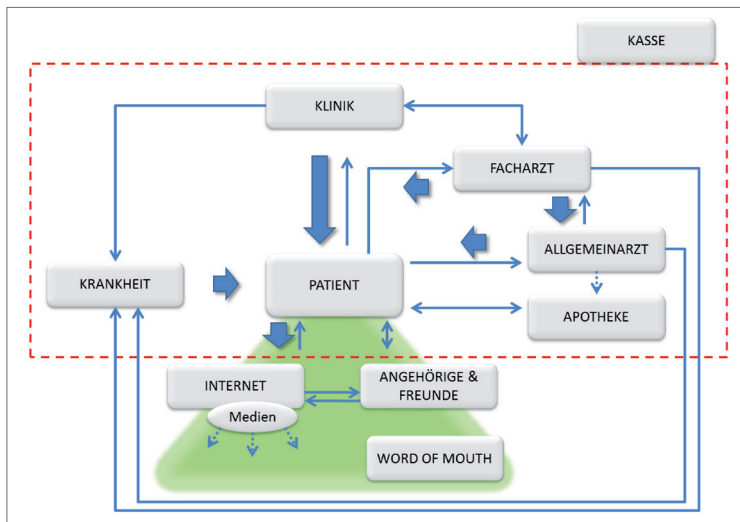 KASSE
KLINIK
FACHARZT
ALLGEMEINARZT
KRANKHEIT
PATIENT
APOTHEKE
INTERNET
ANGEHÖRIGE &
FREUNDE
Medien
WORD OF MOUTH